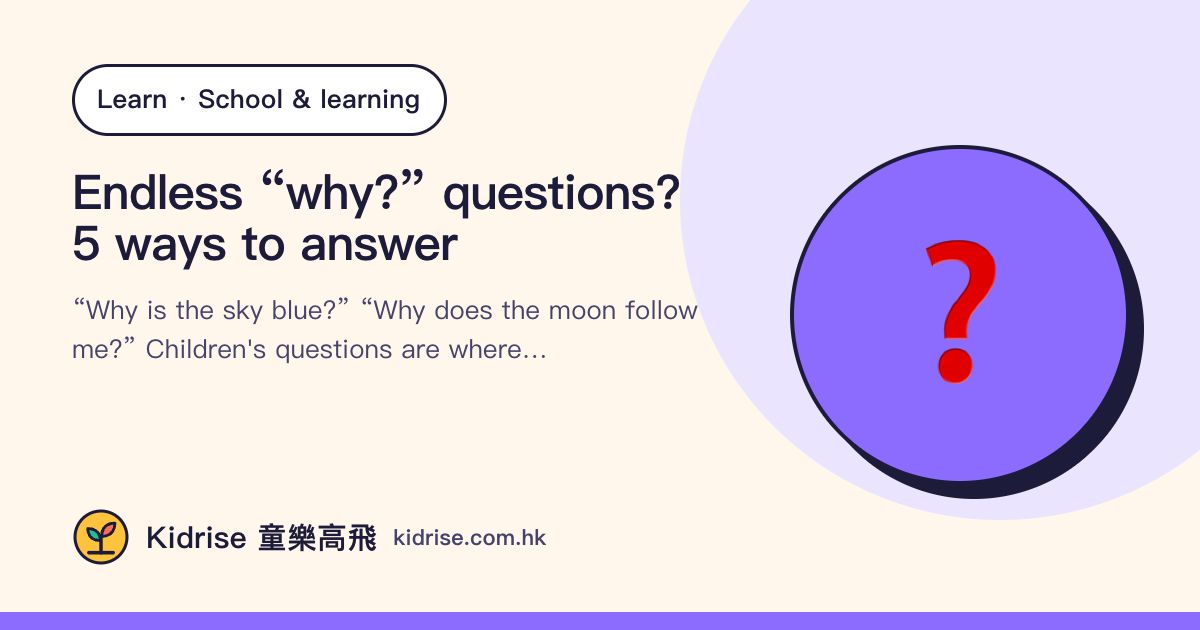 Learn · School & learning
Endless “why?” questions?
5 ways to answer
“Why is the sky blue?” “Why does the moon follow
me?” Children's questions are where…
?
Kidrise 童樂高飛 kidrise.com.hk